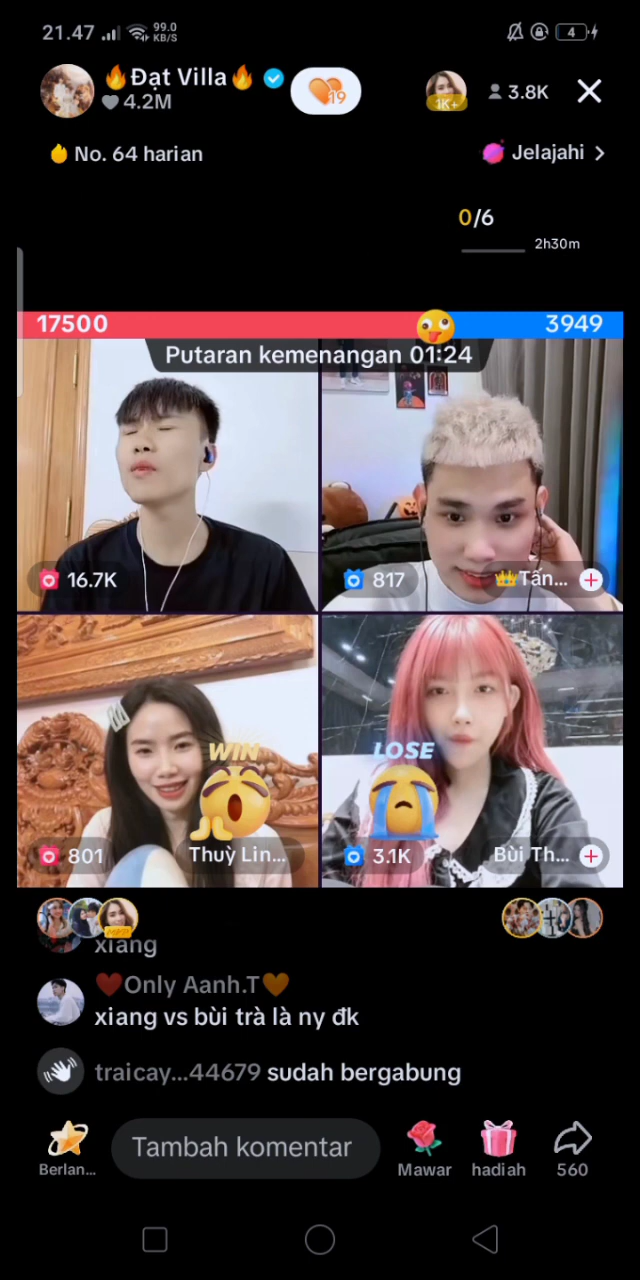 21.47
99.0
KB/S
4
🔥Đạt Villa🔥
4.2M
19
1K+
3.8K
No. 64 harian
Jelajahi
0/6
2h30m
17500
3949
Putaran kemenangan 01:24
16.7K
817
Tấn...
WIN
LOSE
801
Thuỳ Lin...
3.1K
Bùi Th...
xiang
❤️Only Aanh.T🧡
xiang vs bùi trà là ny đk
traicay...44679 sudah bergabung
Berlan...
Tambah komentar
Mawar
hadiah
560